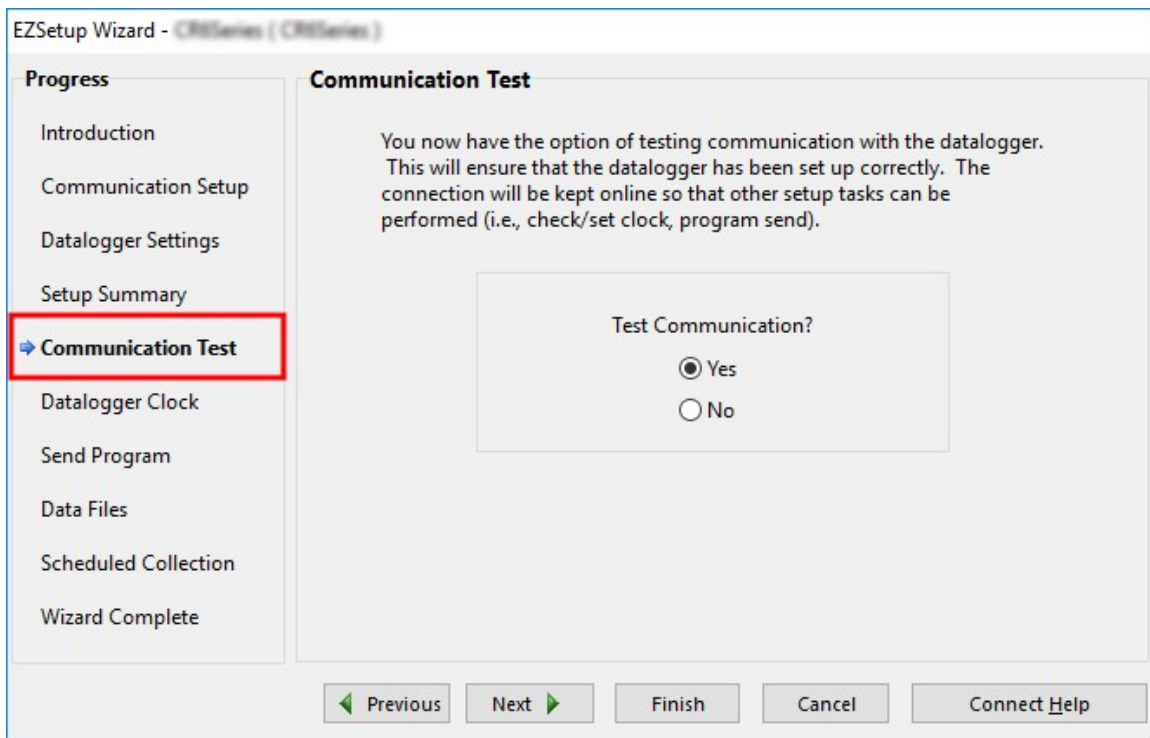 EZSetup Wizard -
Progress
Introduction
Communication Setup
Datalogger Settings
Setup Summary
Communication Test
Datalogger Clock
Send Program
Data Files
Scheduled Collection
Wizard Complete
Communication Test
You now have the option of testing communication with the datalogger.
This will ensure that the datalogger has been set up correctly.  The
connection will be kept online so that other setup tasks can be
performed (i.e., check/set clock, program send).
Test Communication?
Yes
No
Previous
Next
Finish
Cancel
Connect Help